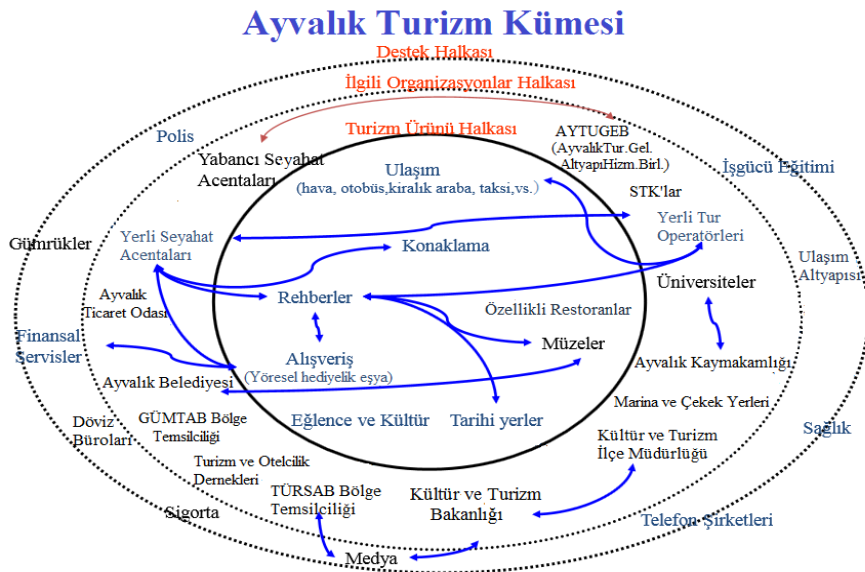 Ayvalık Turizm Kümesi
Destek Halkası
İlgili Organizasyonlar Halkası
Turizm Ürünü Halkası
Polis
Yabancı Seyahat
Acentaları
AYTUGEB
(AyvalıkTur.Gel.
AltyapıHizm.Birl.)
İşgücü Eğitimi
Ulaşım
(hava, otobüs,kiralık araba, taksi,vs.)
STK'lar
Gümrükler
Yerli Seyahat
Acentaları
Konaklama
Yerli Tur
Operatörleri
Ulaşım
Altyapısı
Ayvalık
Ticaret Odası
Rehberler
Özellikli Restoranlar
Üniversiteler
Finansal
Servisler
Alışveriş
(Yöresel hediyelik eşya)
Müzeler
Ayvalık Kaymakamlığı
Ayvalık Belediyesi
Marina ve Çekek Yerleri
Döviz
Büroları
GÜMTAB Bölge
Temsilciliği
Eğlence ve Kültür
Tarihi yerler
Kültür ve Turizm
İlçe Müdürlüğü
Sağlık
Turizm ve Otelcilik
Dernekleri
TÜRSAB Bölge
Temsilciliği
Kültür ve Turizm
Bakanlığı
Sigorta
Telefon Şirketleri
Medya